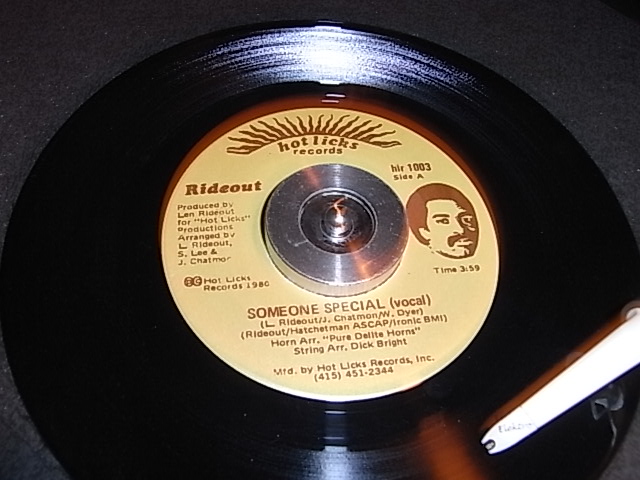 hot licks
records
hlr 1003
Side A
Rideout
Produced by
Len Rideout
for "Hot Licks"
Productions
Arranged by
L. Rideout,
S. Lee &
J. Chatmon
Time 3:59
Hot Licks
Records 1980
SOMEONE SPECIAL (vocal)
(L. Rideout/J. Chatmon/W. Dyer)
(Rideout/Hatchetman ASCAP/Ironic BMI)
Horn Arr. "Pure Delite Horns"
String Arr. Dick Bright
Mfd. by Hot Licks Records, Inc.
(415) 451-2344